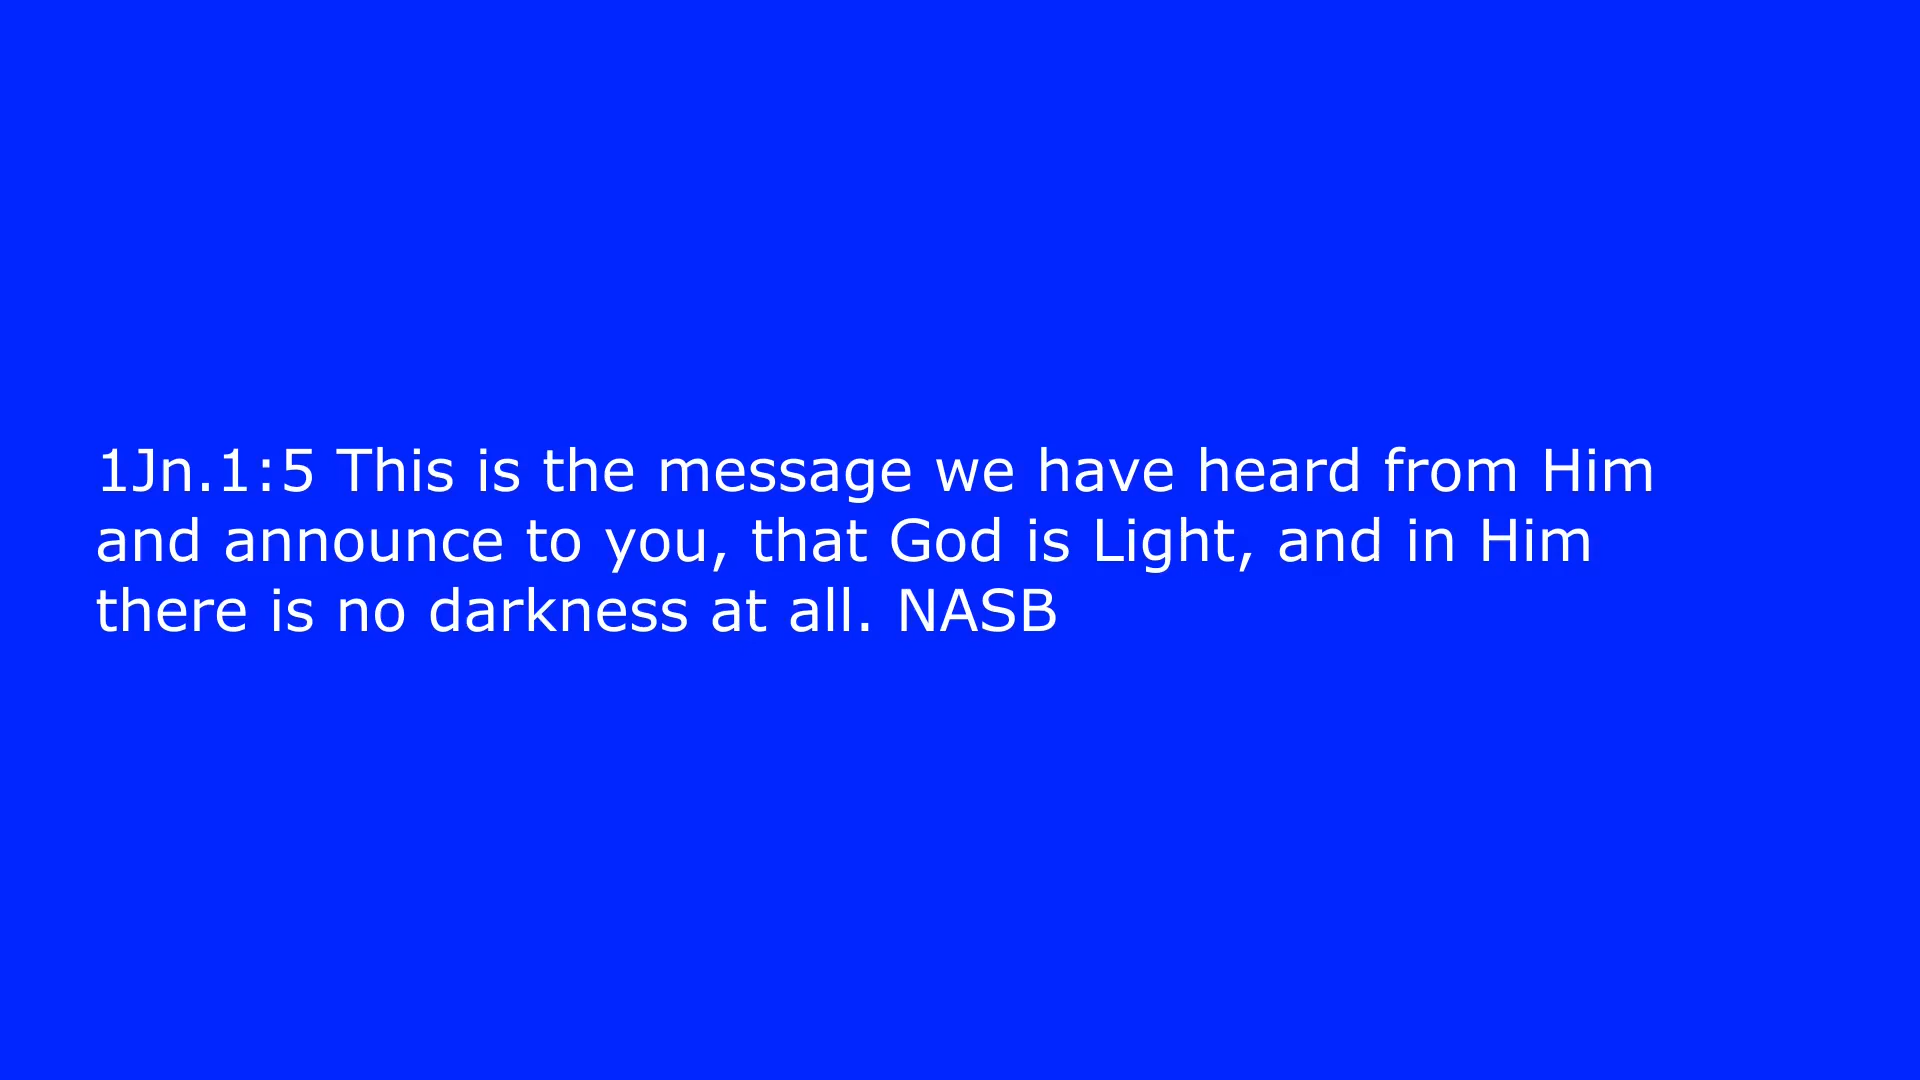 1Jn.1:5 This is the message we have heard from Him
and announce to you, that God is Light, and in Him
there is no darkness at all. NASB